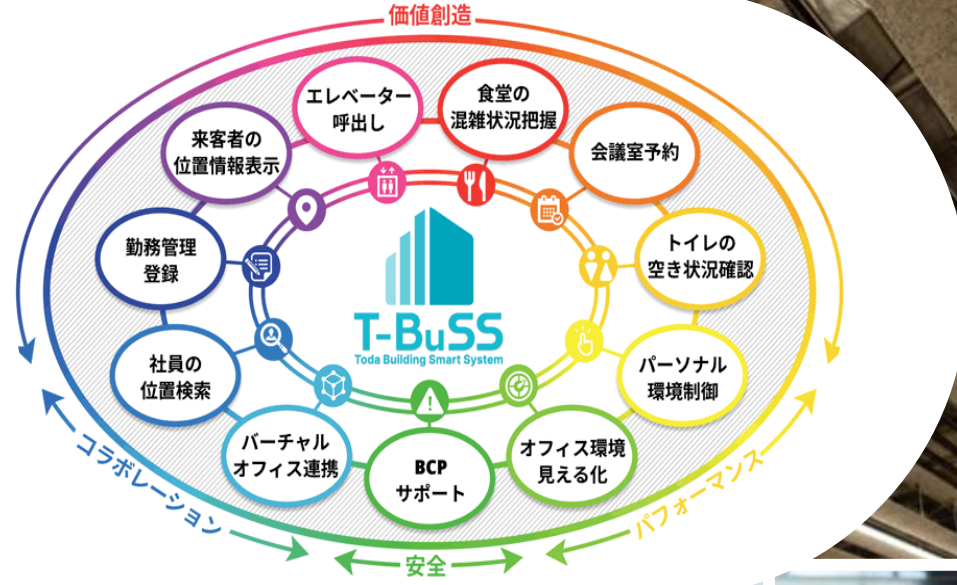 価値創造
エレベーター
呼出し
食堂の
混雑状況把握
来客者の
位置情報表示
会議室予約
勤務管理
登録
トイレの
空き状況確認
T-BuSS
Toda Building Smart System
社員の
位置検索
パーソナル
環境制御
バーチャル
オフィス連携
BCP
サポート
オフィス環境
見える化
コラボレーション
安全
パフォーマンス